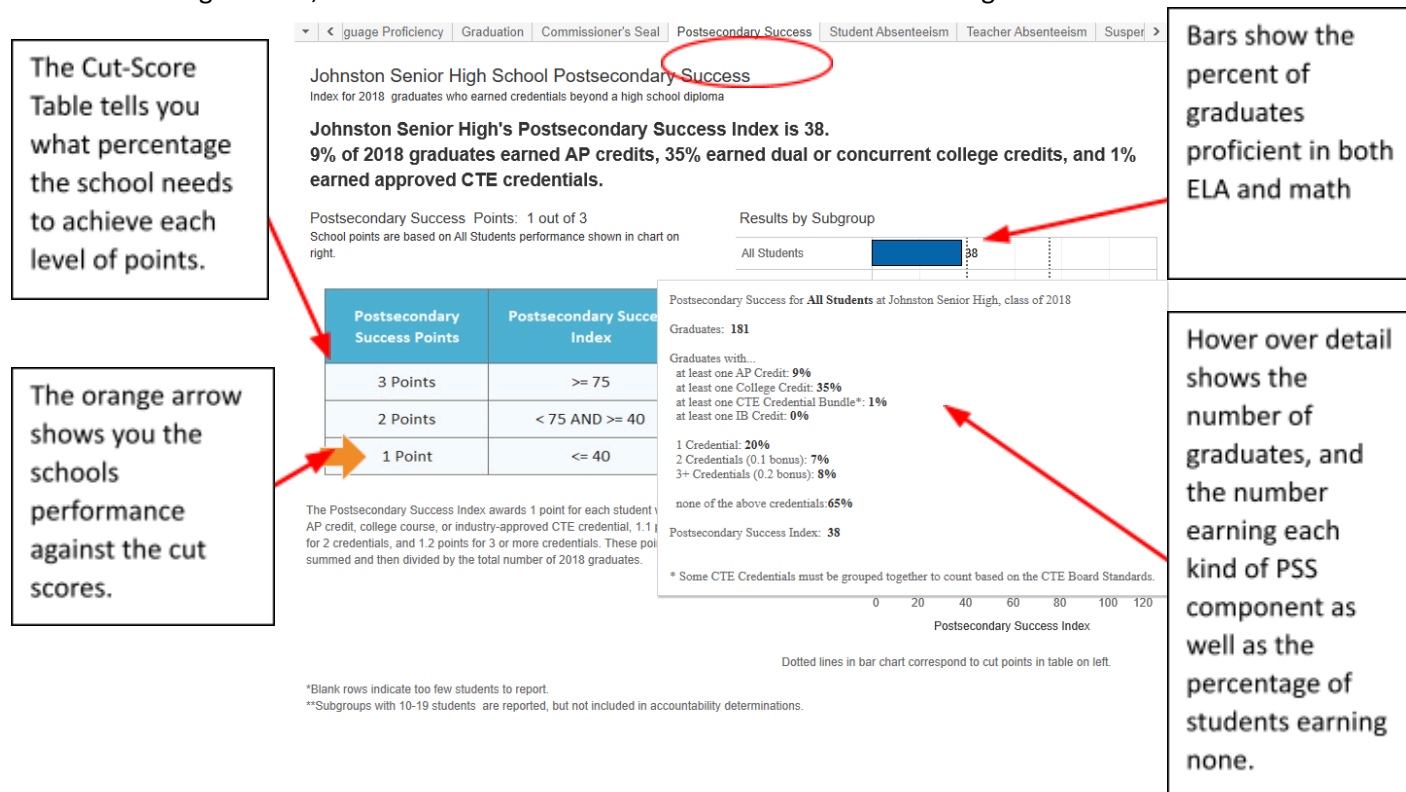 guage Proficiency Graduation Commissioner's Seal Postsecondary Success Student Absenteeism Teacher Absenteeism Susper
The Cut-Score
Table tells you
what percentage
the school needs
to achieve each
level of points.
The orange arrow
shows you the
schools
performance
against the cut
scores.
Johnston Senior High School Postsecondary Success
Index for 2018 graduates who earned credentials beyond a high school diploma
Johnston Senior High's Postsecondary Success Index is 38.
9% of 2018 graduates earned AP credits, 35% earned dual or concurrent college credits, and 1%
earned approved CTE credentials.
Postsecondary Success Points: 1 out of 3
School points are based on All Students performance shown in chart on
right.
Postsecondary
Success Points
Postsecondary Succe
Index
3 Points >= 75
2 Points < 75 AND >= 40
1 Point <= 40
The Postsecondary Success Index awards 1 point for each student
AP credit, college course, or industry-approved CTE credential, 1.1
for 2 credentials, and 1.2 points for 3 or more credentials. These poi
summed and then divided by the total number of 2018 graduates.
Results by Subgroup
All Students 38
Postsecondary Success for All Students at Johnston Senior High, class of 2018
Graduates: 181
Graduates with...
at least one AP Credit: 9%
at least one College Credit: 35%
at least one CTE Credential Bundle*: 1%
at least one IB Credit: 0%
1 Credential: 20%
2 Credentials (0.1 bonus): 7%
3+ Credentials (0.2 bonus): 8%
none of the above credentials:65%
Postsecondary Success Index: 38
* Some CTE Credentials must be grouped together to count based on the CTE Board Standards.
0 20 40 60 80 100 120
Postsecondary Success Index
Dotted lines in bar chart correspond to cut points in table on left.
*Blank rows indicate too few students to report.
**Subgroups with 10-19 students are reported, but not included in accountability determinations.
Bars show the
percent of
graduates
proficient in both
ELA and math
Hover over detail
shows the
number of
graduates, and
the number
earning each
kind of PSS
component as
well as the
percentage of
students earning
none.